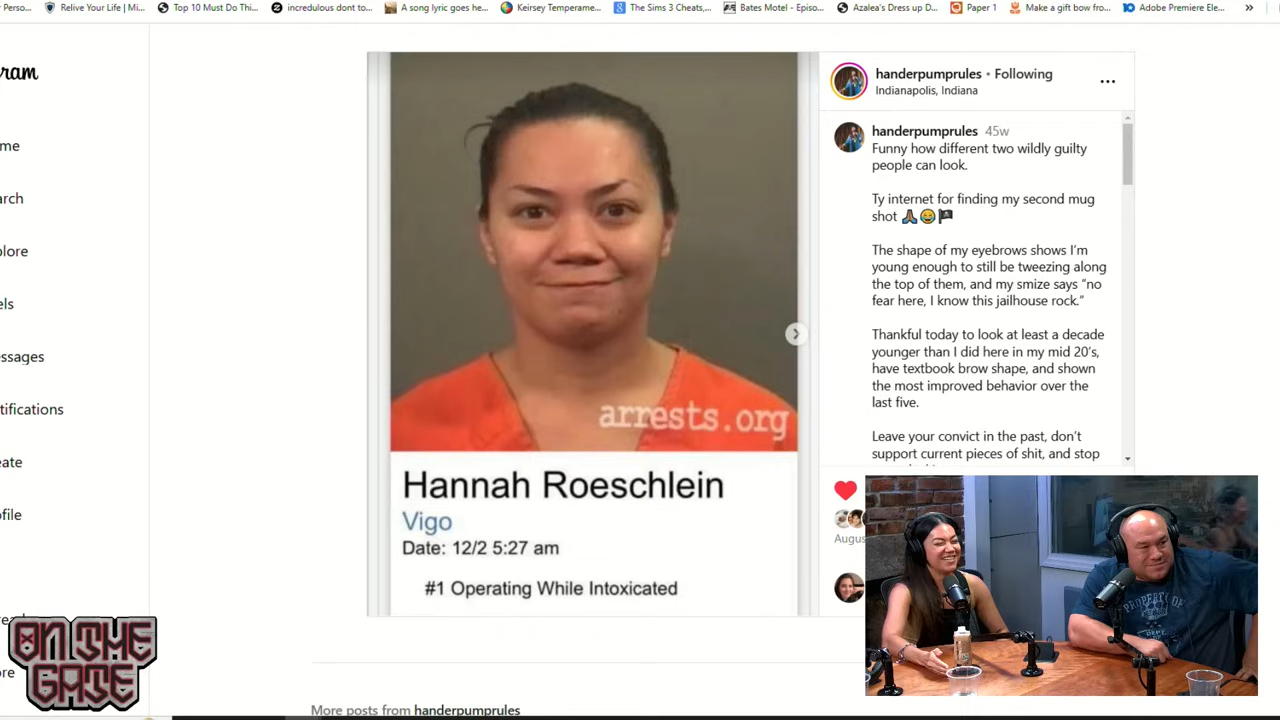 r Perso...
Relive Your Life | Mi...
Top 10 Must Do Thi...
incredulous dont to...
A song lyric goes he...
Keirsey Temperame...
The Sims 3 Cheats,...
Bates Motel - Episo...
Azalea's Dress up D...
Paper 1
Make a gift bow fro...
Adobe Premiere Ele...
»
ram
me
rch
plore
els
essages
tifications
eate
ofile
arrests.org
Hannah Roeschlein
Vigo
Date: 12/2 5:27 am
#1 Operating While Intoxicated
handerpumprules • Following
Indianapolis, Indiana
handerpumprules 45w
Funny how different two wildly guilty
people can look.
Ty internet for finding my second mug
shot 🙏🏽😂🏴‍☠️
The shape of my eyebrows shows I’m
young enough to still be tweezing along
the top of them, and my smize says “no
fear here, I know this jailhouse rock.”
Thankful today to look at least a decade
younger than I did here in my mid 20’s,
have textbook brow shape, and shown
the most improved behavior over the
last five.
Leave your convict in the past, don’t
support current pieces of shit, and stop
Augus
PROPERTY OF
ON THE
GATE
More posts from handerpumprules